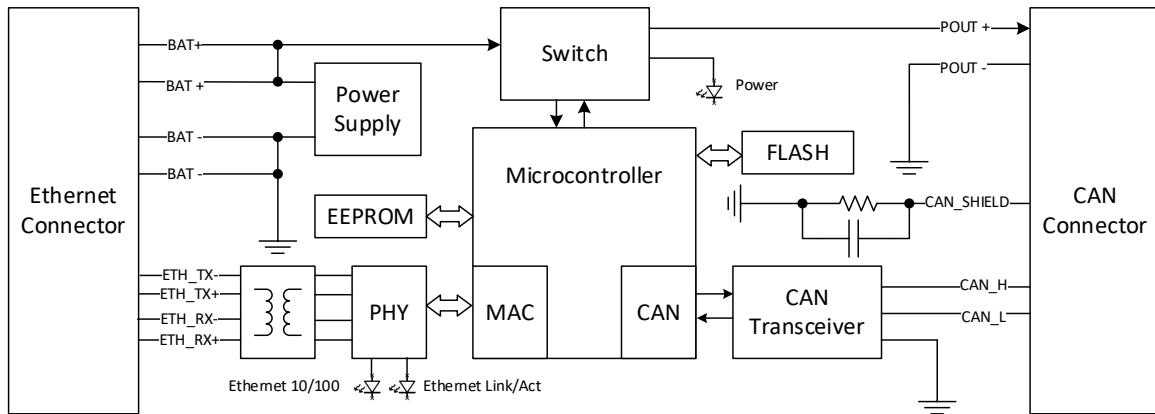 BAT+
POUT +
Switch
BAT +
POUT -
Power
Power
Supply
BAT -
FLASH
BAT -
Microcontroller
Ethernet
Connector
EEPROM
CAN_SHIELD
CAN
Connector
ETH_TX-
ETH_TX+
ETH_RX-
ETH_RX+
PHY
MAC
CAN
CAN
Transceiver
CAN_H
CAN_L
Ethernet 10/100
Ethernet Link/Act